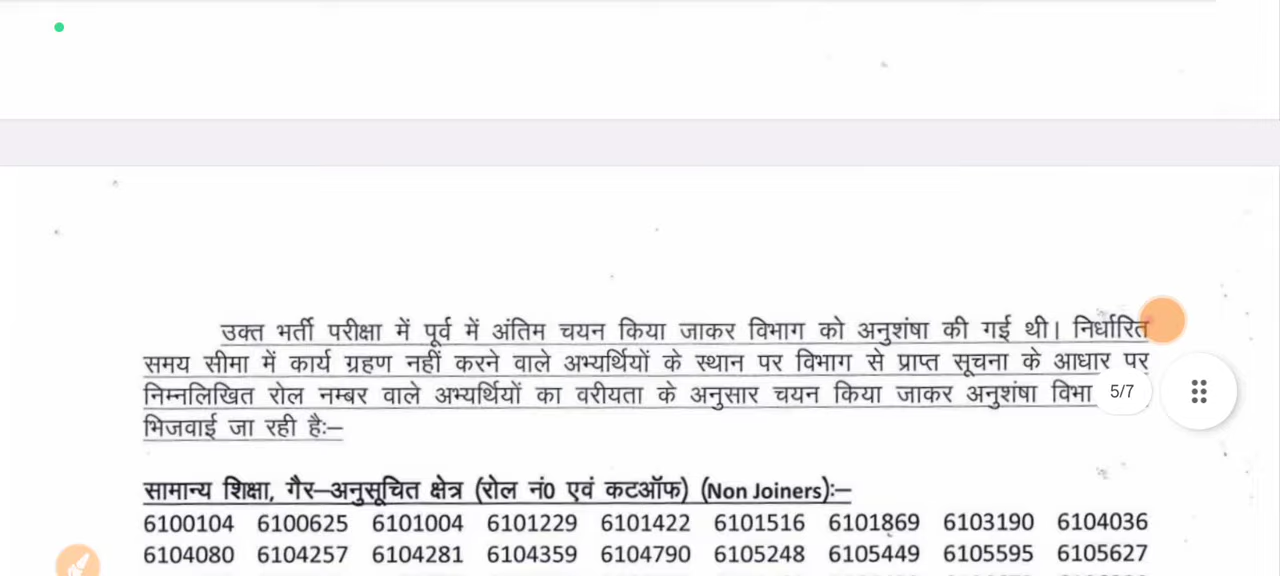 उक्त भर्ती परीक्षा में पूर्व में अंतिम चयन किया जाकर विभाग को अनुशंषा की गई थी। निर्धारित
समय सीमा में कार्य ग्रहण नहीं करने वाले अभ्यर्थियों के स्थान पर विभाग से प्राप्त सूचना के आधार पर
निम्नलिखित रोल नम्बर वाले अभ्यर्थियों का वरीयता के अनुसार चयन किया जाकर अनुशंषा विभा
5/7
भिजवाई जा रही है:–
सामान्य शिक्षा, गैर–अनुसूचित क्षेत्र (रोल नं0 एवं कटऑफ) (Non Joiners):–
6100104 6100625 6101004 6101229 6101422 6101516 6101869 6103190 6104036
6104080 6104257 6104281 6104359 6104790 6105248 6105449 6105595 6105627